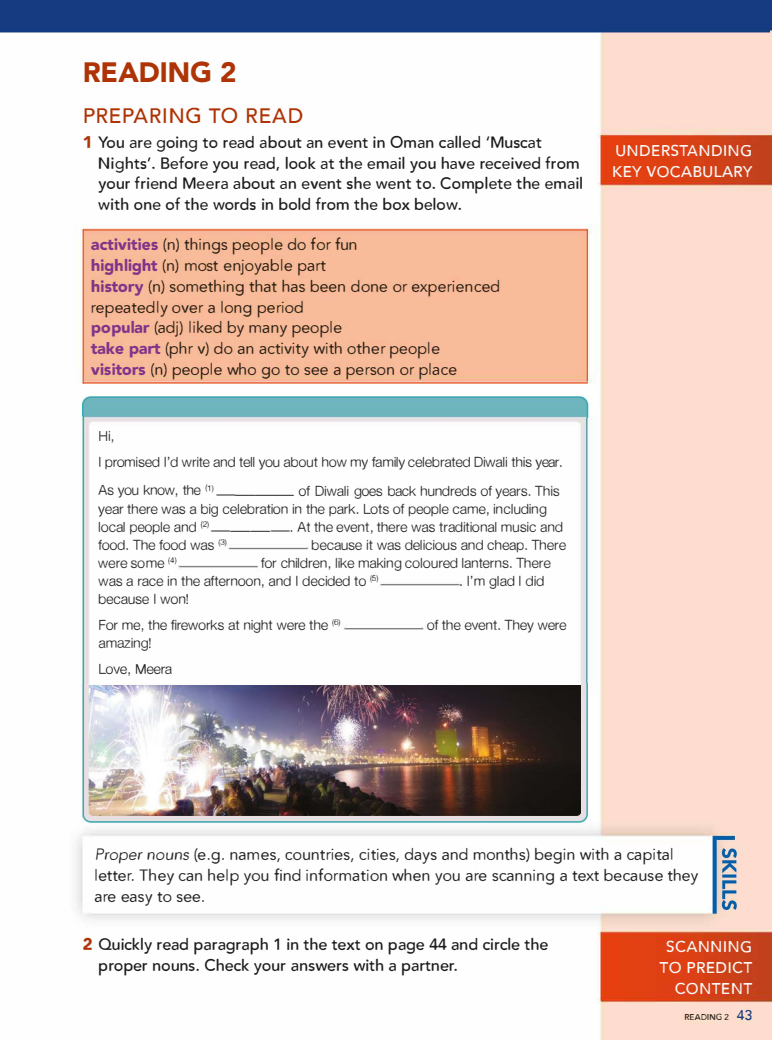 READING 2
PREPARING TO READ
1 You are going to read about an event in Oman called ‘Muscat
Nights’. Before you read, look at the email you have received from
your friend Meera about an event she went to. Complete the email
with one of the words in bold from the box below.
UNDERSTANDING
KEY VOCABULARY
activities (n) things people do for fun
highlight (n) most enjoyable part
history (n) something that has been done or experienced
repeatedly over a long period
popular (adj) liked by many people
take part (phr v) do an activity with other people
visitors (n) people who go to see a person or place
Hi,
I promised I’d write and tell you about how my family celebrated Diwali this year.
As you know, the (1) __________ of Diwali goes back hundreds of years. This
year there was a big celebration in the park. Lots of people came, including
local people and (2) __________. At the event, there was traditional music and
food. The food was (3) __________ because it was delicious and cheap. There
were some (4) __________ for children, like making coloured lanterns. There
was a race in the afternoon, and I decided to (5) __________. I’m glad I did
because I won!
For me, the fireworks at night were the (6) __________ of the event. They were
amazing!
Love, Meera
Proper nouns (e.g. names, countries, cities, days and months) begin with a capital
letter. They can help you find information when you are scanning a text because they
are easy to see.
SKILLS
2 Quickly read paragraph 1 in the text on page 44 and circle the
proper nouns. Check your answers with a partner.
SCANNING
TO PREDICT
CONTENT
READING 2 43